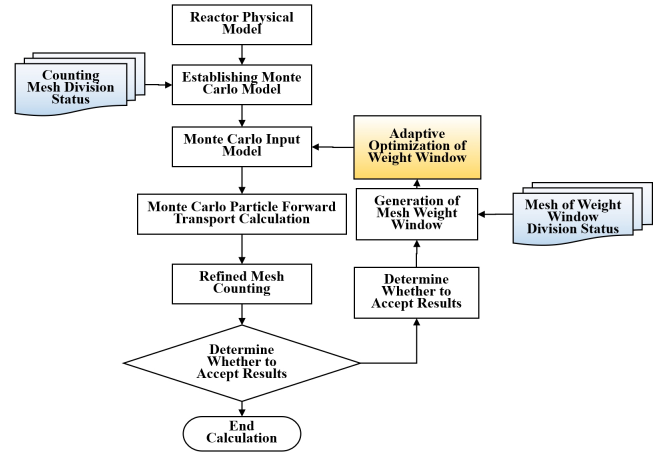 Reactor Physical
Model
Counting
Mesh Division
Status
Establishing Monte
Carlo Model
Monte Carlo Input
Model
Adaptive
Optimization of
Weight Window
Monte Carlo Particle Forward
Transport Calculation
Generation of
Mesh Weight
Window
Mesh of Weight
Window
Division Status
Refined Mesh
Counting
Determine
Whether to
Accept Results
Determine
Whether to
Accept Results
End
Calculation